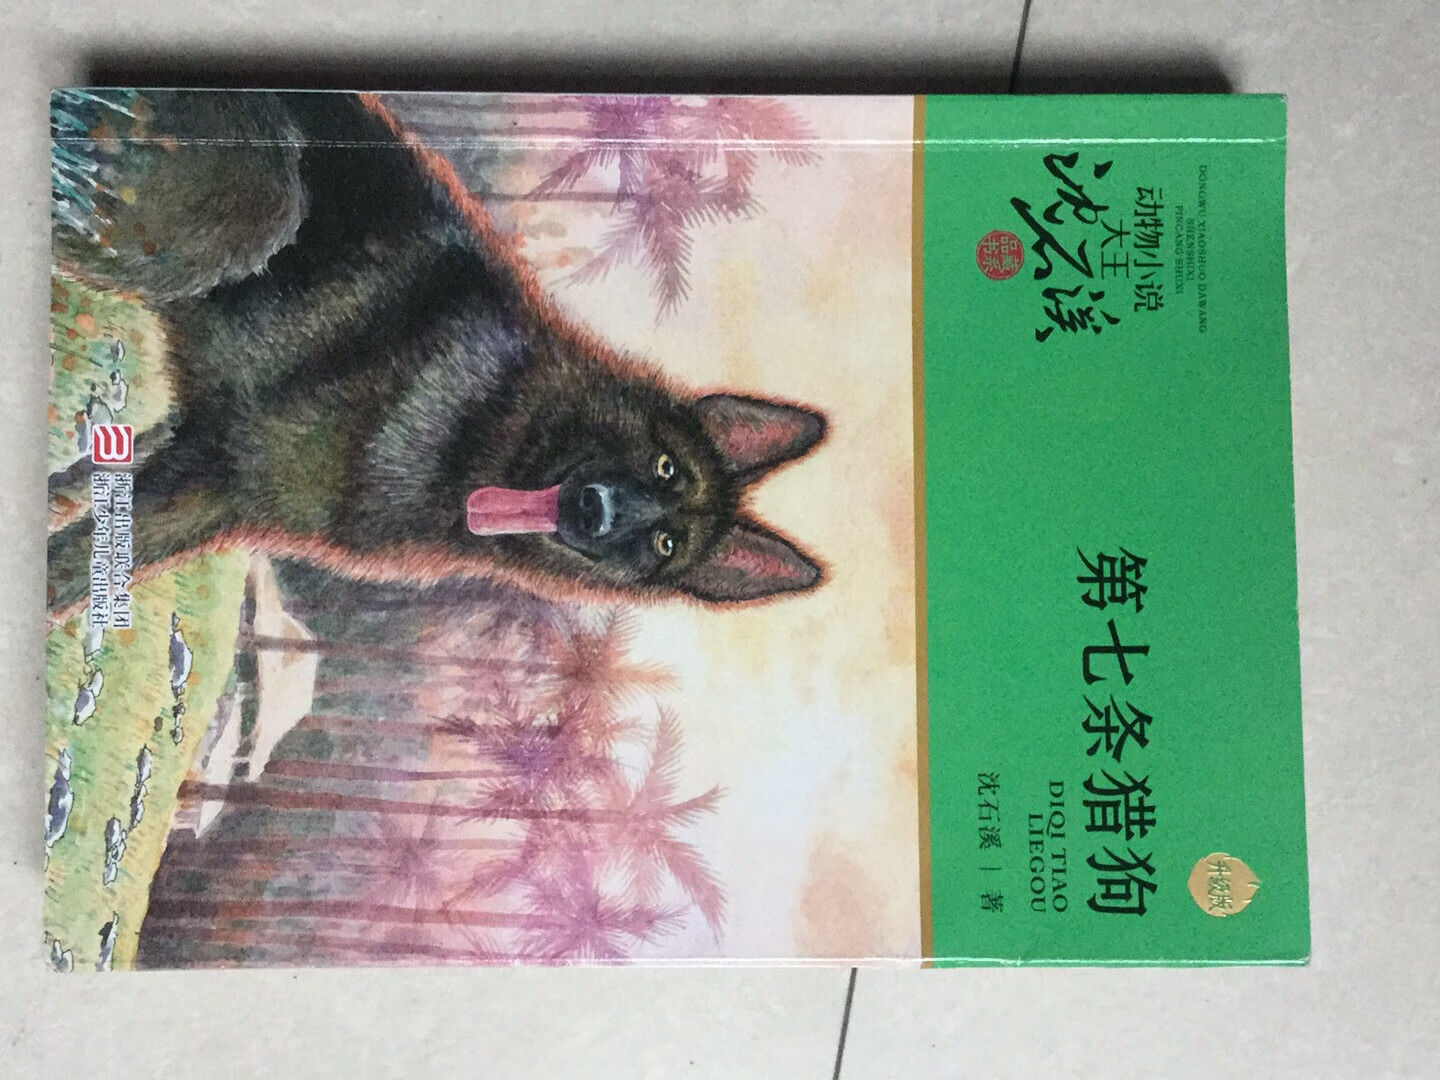 DONGWU XIAOSHUO DAWANG
SHENSHIXI
PINCANG SHUXI
动物小说
大王
沈石溪
品藏
书系
升级版
第七条猎狗
DIQI TIAO
LIEGOU
沈石溪|著
浙江出版联合集团
浙江少年儿童出版社